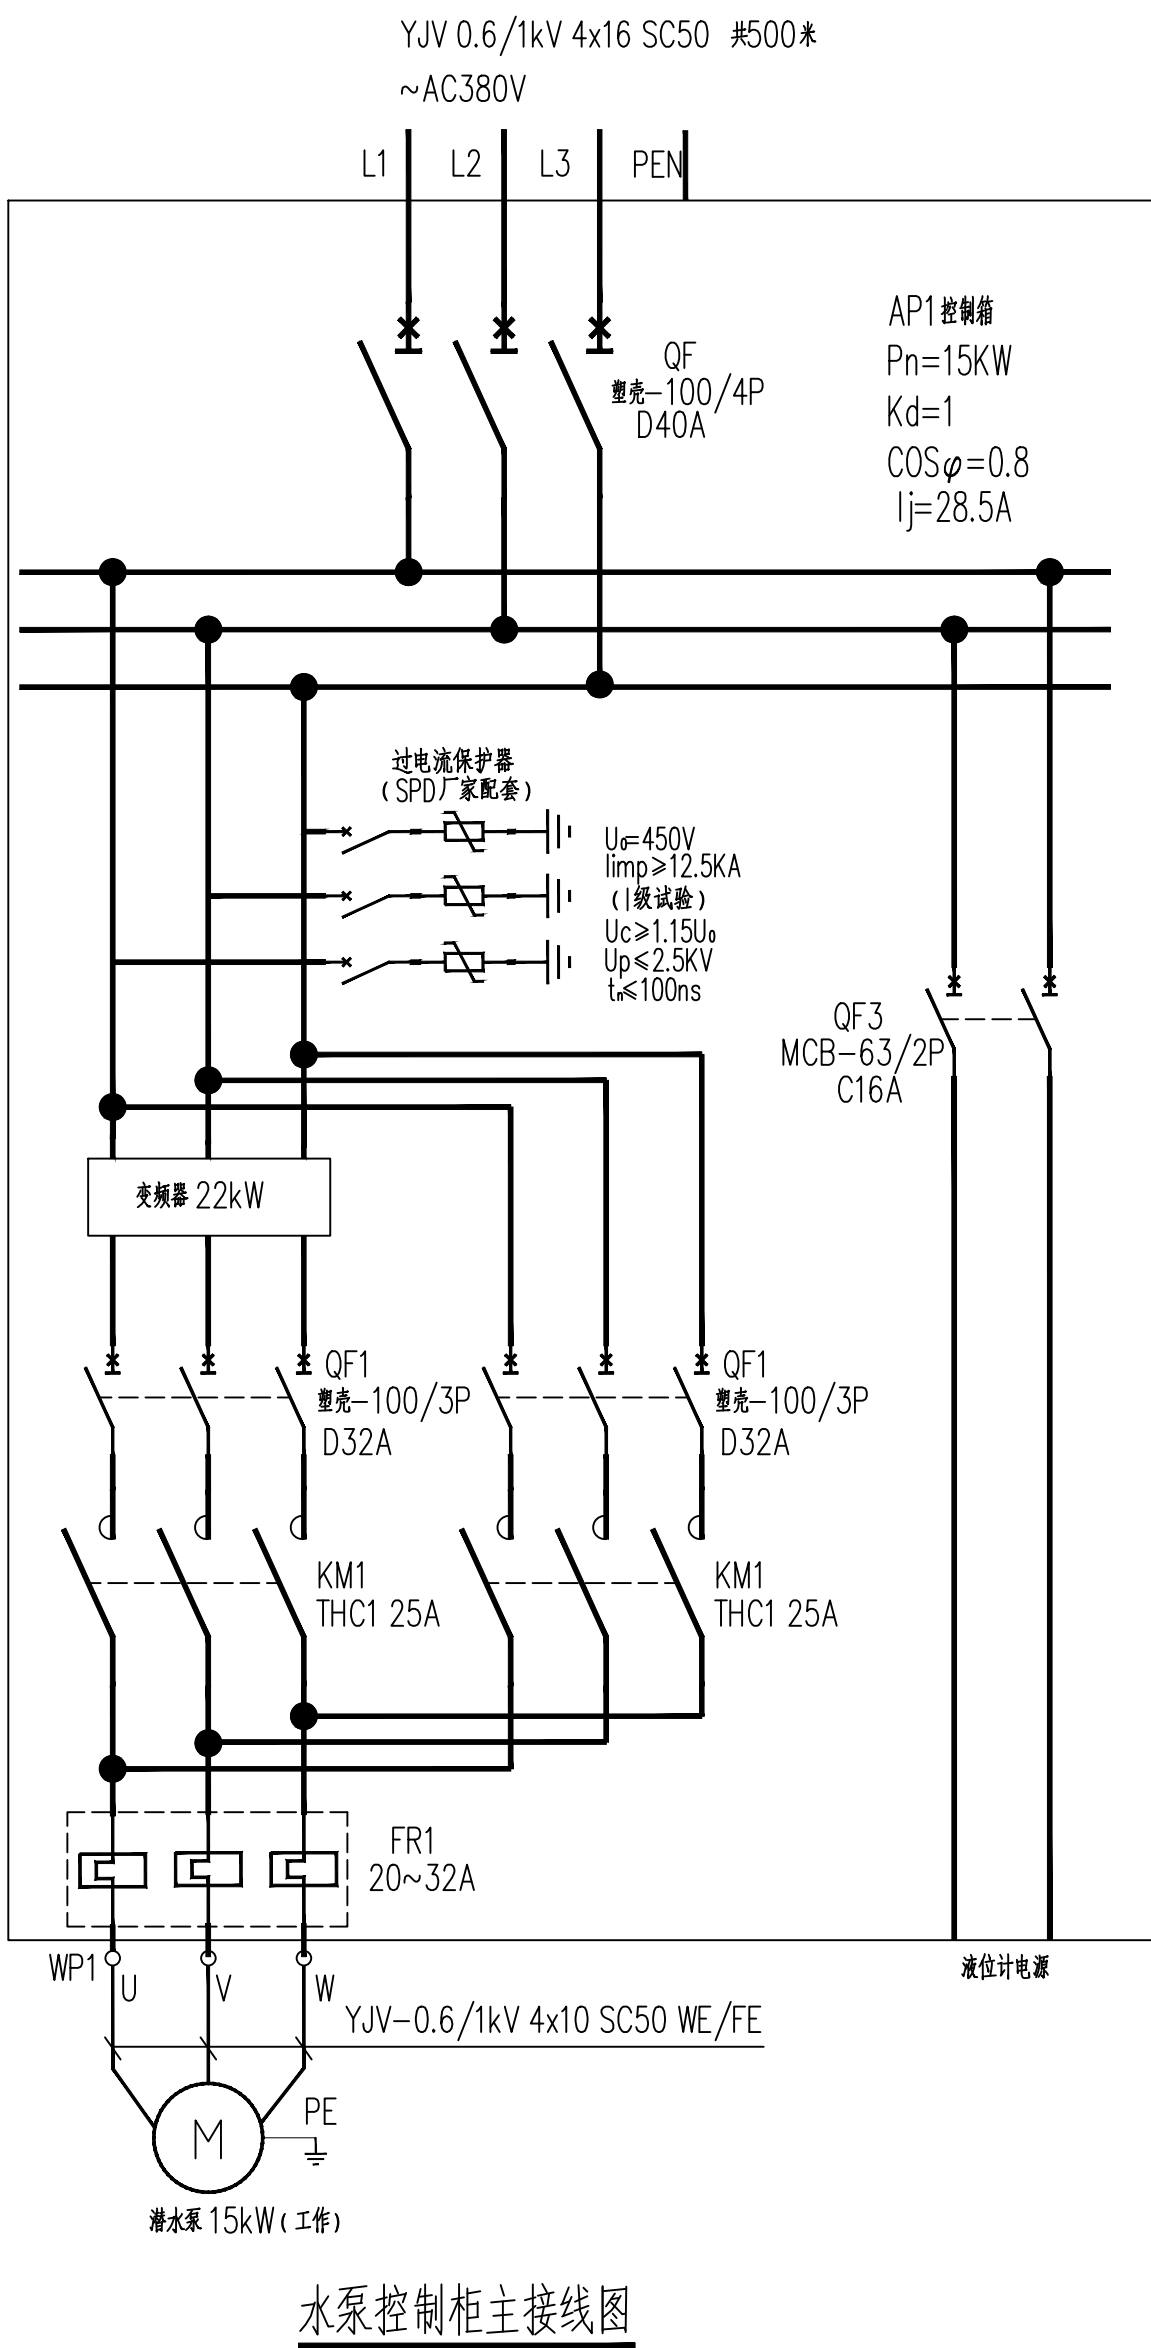 YJV 0.6/1kV 4x16 SC50 共500米
~AC380V
L1
L2
L3
PEN
AP1控制箱
Pn=15KW
Kd=1
COSφ=0.8
Ij=28.5A
QF
塑壳-100/4P
D40A
过电流保护器
(SPD厂家配套)
U₀=450V
Iimp≥12.5KA
(I级试验)
Uc≥1.15U₀
Up≤2.5KV
tₙ≤100ns
QF3
MCB-63/2P
C16A
变频器 22kW
QF1
塑壳-100/3P
D32A
QF1
塑壳-100/3P
D32A
KM1
THC1 25A
KM1
THC1 25A
FR1
20~32A
WP1
U
V
W
液位计电源
YJV-0.6/1kV 4x10 SC50 WE/FE
M
PE
潜水泵 15kW(工作)
水泵控制柜主接线图